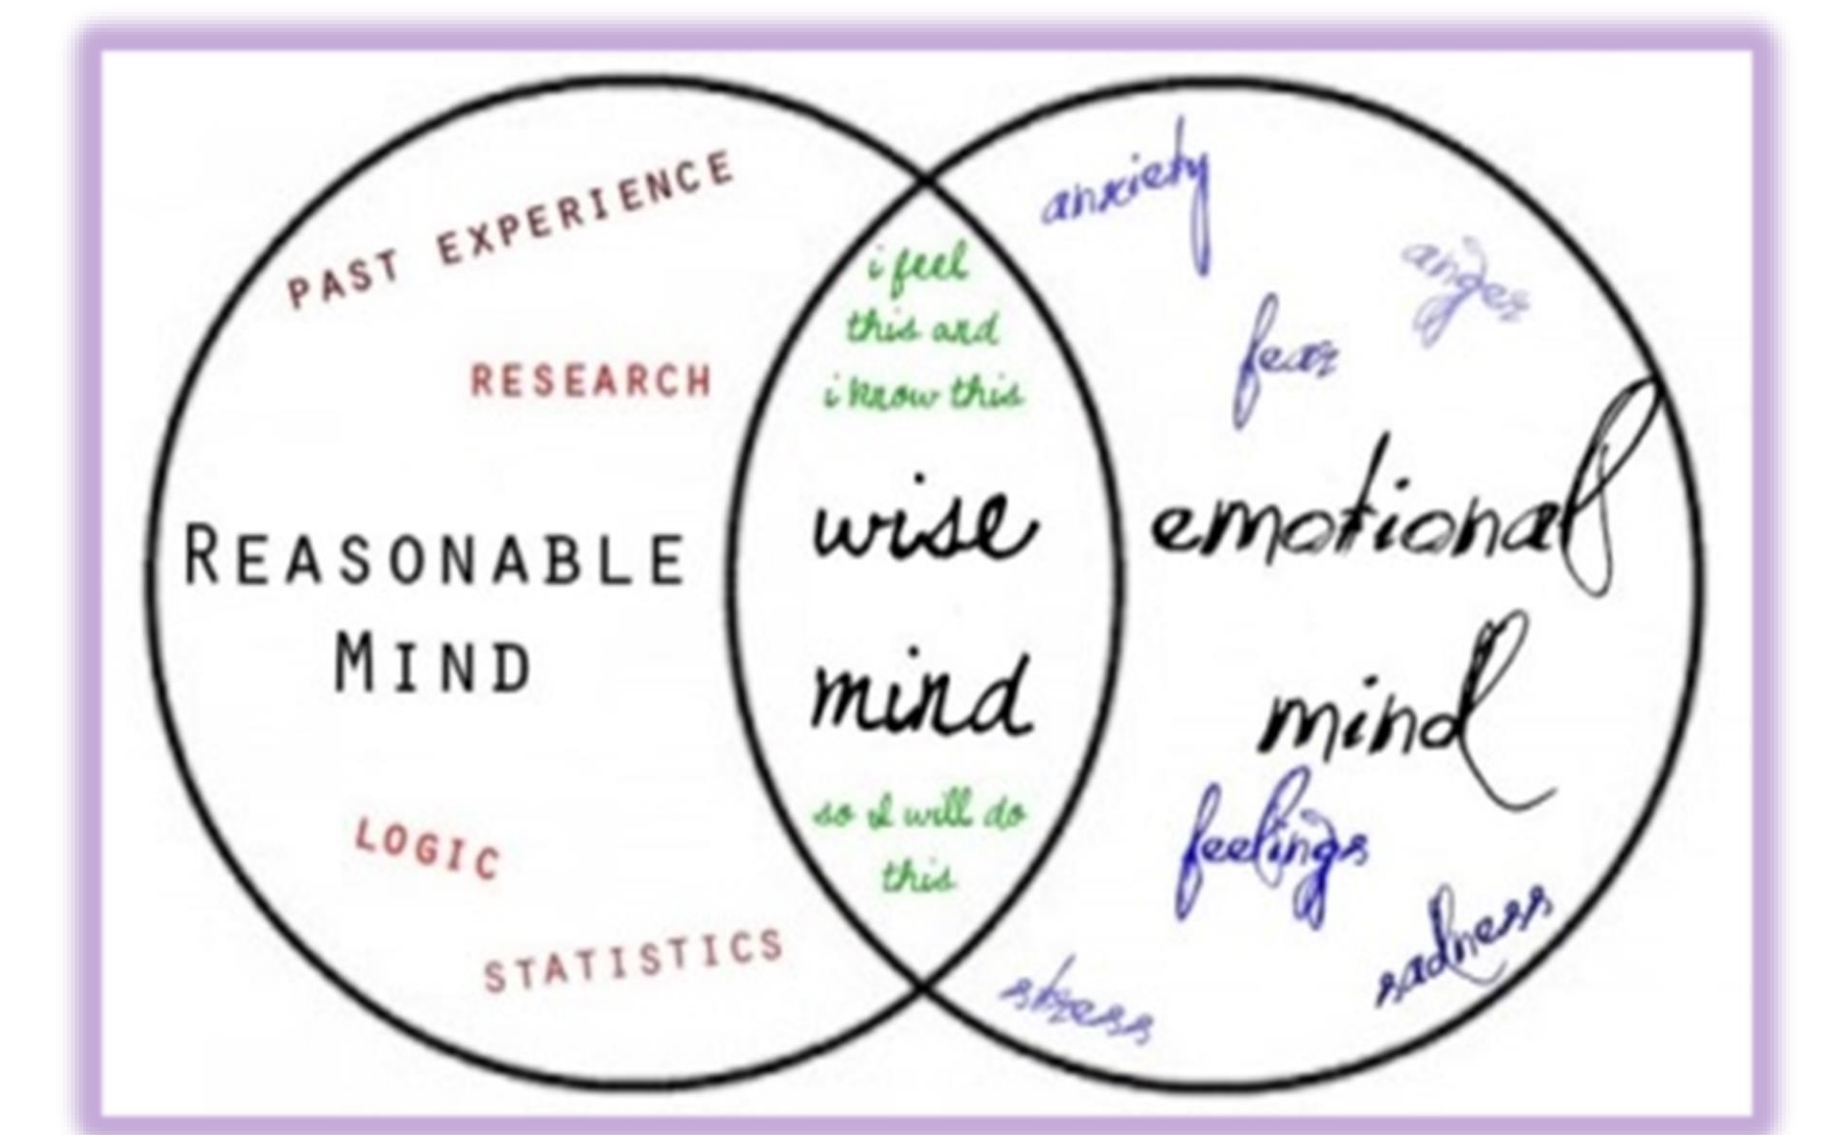 PAST EXPERIENCE
RESEARCH
REASONABLE
MIND
LOGIC
STATISTICS
i feel
this and
i know this
wise
mind
so I will do
this
anxiety
anger
fear
emotional
mind
feelings
sadness
stress